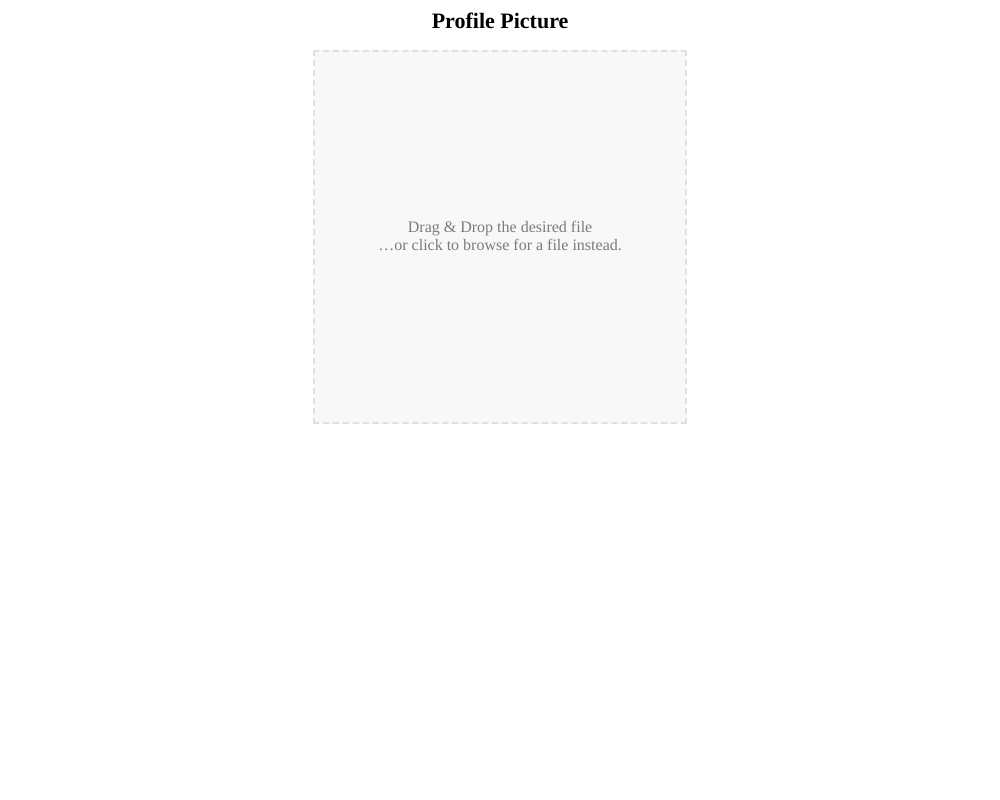 Profile Picture
Drag & Drop the desired file
…or click to browse for a file instead.